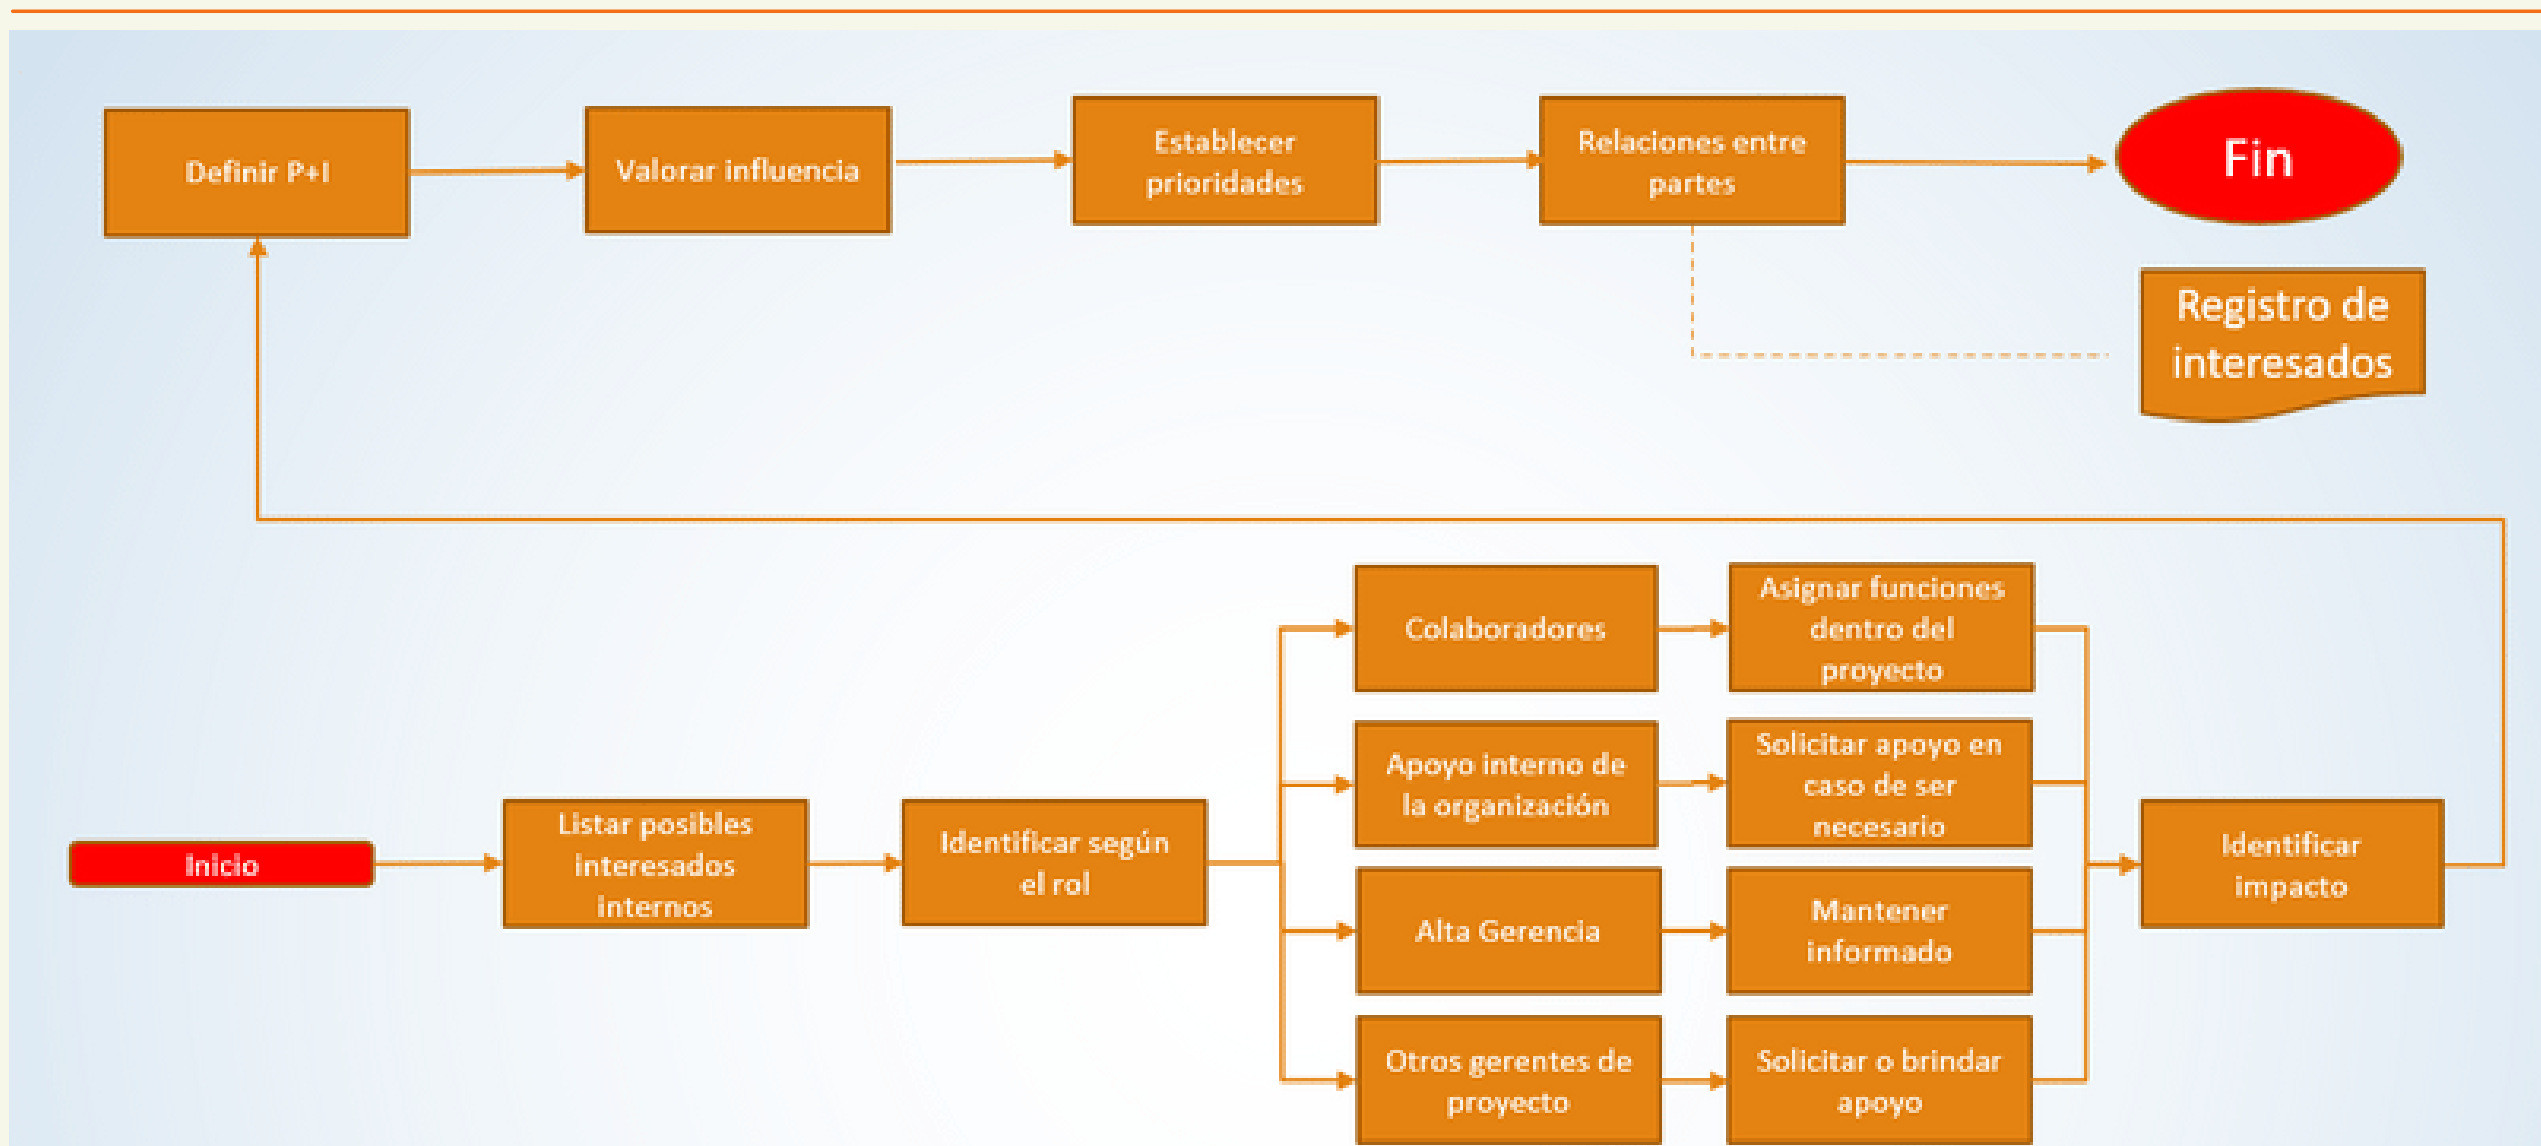 Definir P+I
Valorar influencia
Establecer
prioridades
Relaciones entre
partes
Fin
Registro de
interesados
Inicio
Listar posibles
interesados
internos
Identificar según
el rol
Colaboradores
Asignar funciones
dentro del
proyecto
Apoyo interno de
la organización
Solicitar apoyo en
caso de ser
necesario
Alta Gerencia
Mantener
informado
Otros gerentes de
proyecto
Solicitar o brindar
apoyo
Identificar
impacto